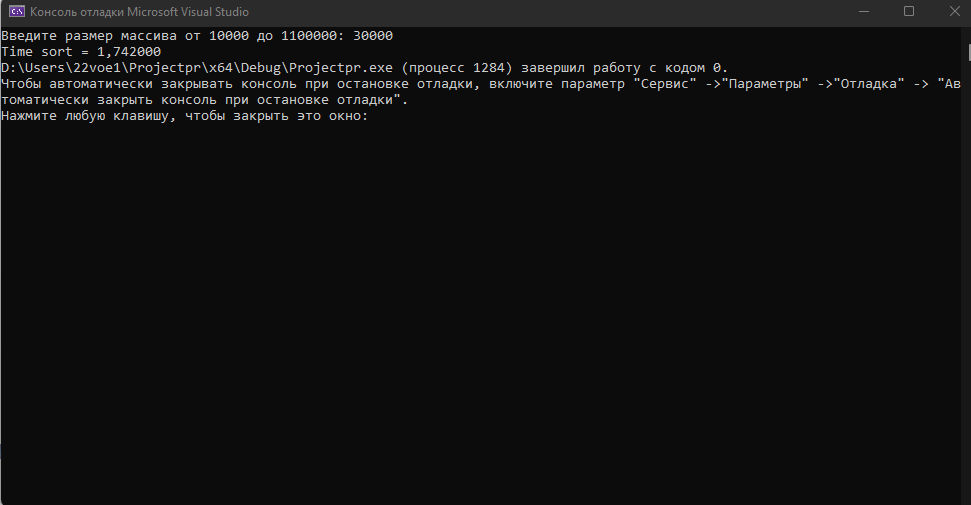 Консоль отладки Microsoft Visual Studio
Введите размер массива от 10000 до 1100000: 30000
Time sort = 1,742000
D:\Users\22voe1\Projectpr\x64\Debug\Projectpr.exe (процесс 1284) завершил работу с кодом 0.
Чтобы автоматически закрывать консоль при остановке отладки, включите параметр "Сервис" ->"Параметры" ->"Отладка" -> "Ав
томатически закрыть консоль при остановке отладки".
Нажмите любую клавишу, чтобы закрыть это окно: